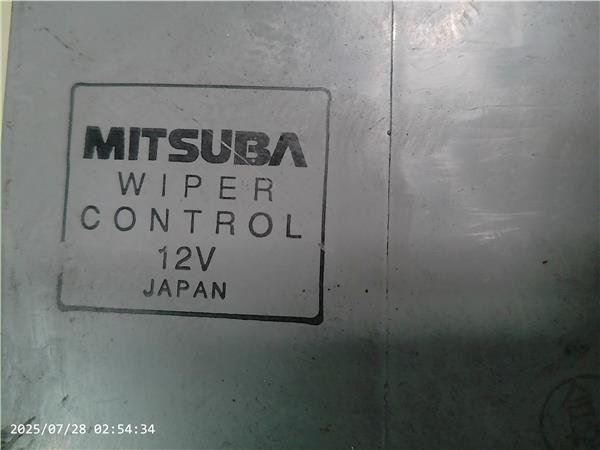 MITSUBA
WIPER
CONTROL
12V
JAPAN
2025/07/28 02:54:34